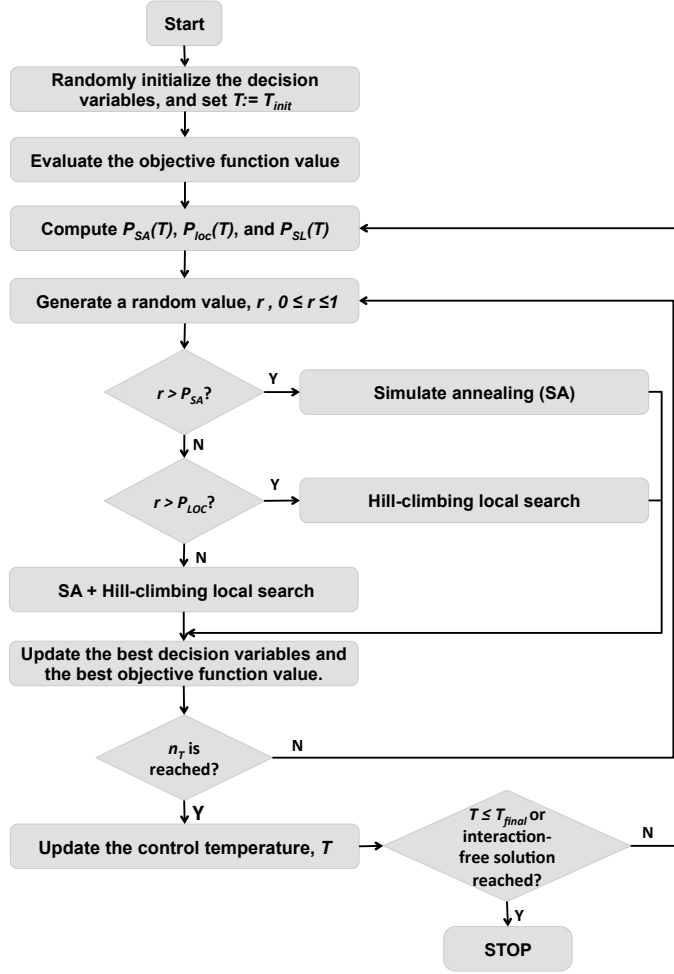 Start
Randomly initialize the decision
variables, and set T:= T_init
Evaluate the objective function value
Compute P_SA(T), P_loc(T), and P_SL(T)
Generate a random value, r , 0 ≤ r ≤1
r > P_SA?
Y
Simulate annealing (SA)
N
r > P_LOC?
Y
Hill-climbing local search
N
SA + Hill-climbing local search
Update the best decision variables and
the best objective function value.
n_T is
reached?
N
Y
Update the control temperature, T
T ≤ T_final or
interaction-
free solution
reached?
N
Y
STOP